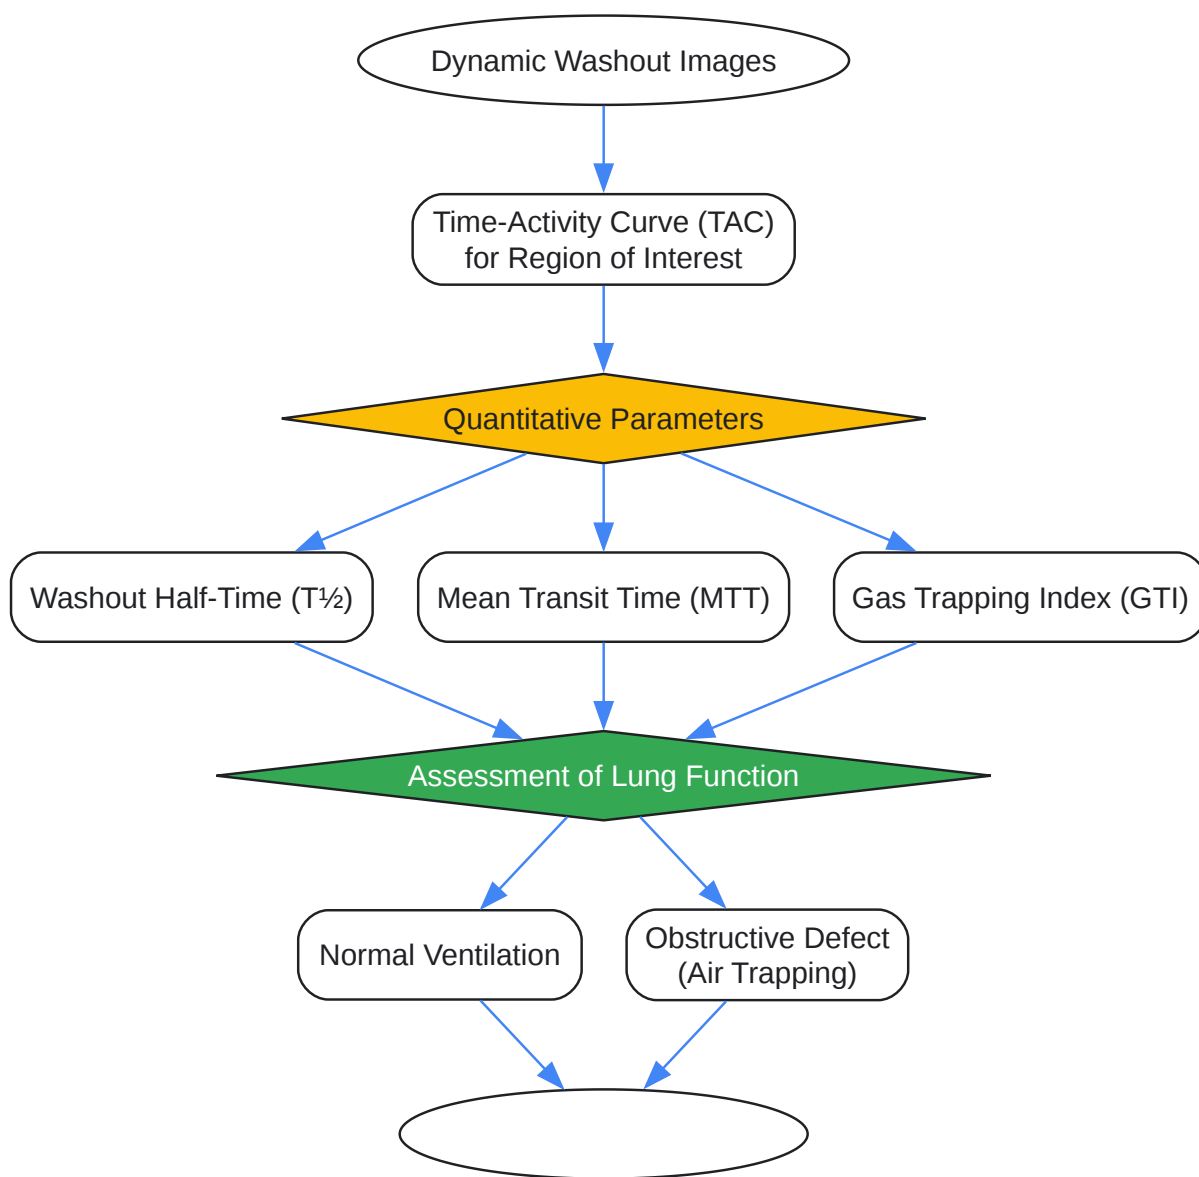 Dynamic Washout Images
Time-Activity Curve (TAC)
for Region of Interest
Quantitative Parameters
Washout Half-Time (T½)
Mean Transit Time (MTT)
Gas Trapping Index (GTI)
Assessment of Lung Function
Normal Ventilation
Obstructive Defect
(Air Trapping)